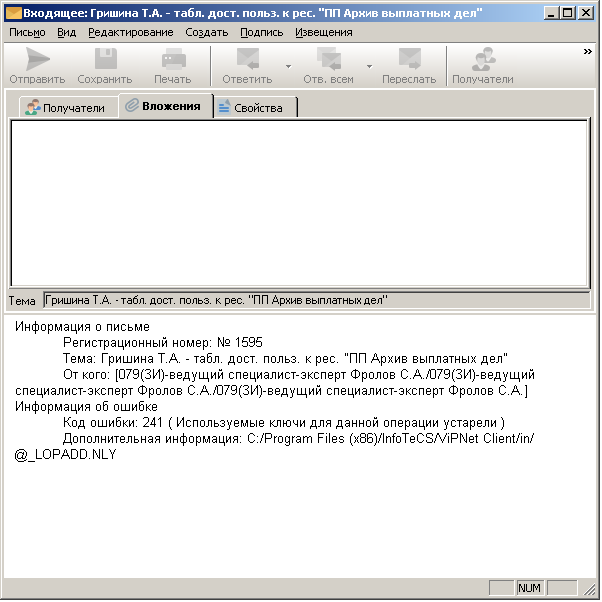 Входящее: Гришина Т.А. - табл. дост. польз. к рес. "ПП Архив выплатных дел"
Письмо Вид Редактирование Создать Подпись Извещения
Отправить Сохранить Печать Ответить Отв. всем Переслать Получатели »
Получатели Вложения Свойства
Тема Гришина Т.А. - табл. дост. польз. к рес. "ПП Архив выплатных дел"
Информация о письме
Регистрационный номер: № 1595
Тема: Гришина Т.А. - табл. дост. польз. к рес. "ПП Архив выплатных дел"
От кого: [079(ЗИ)-ведущий специалист-эксперт Фролов С.А./079(ЗИ)-ведущий
специалист-эксперт Фролов С.А./079(ЗИ)-ведущий специалист-эксперт Фролов С.А.]
Информация об ошибке
Код ошибки: 241 ( Используемые ключи для данной операции устарели )
Дополнительная информация: C:/Program Files (x86)/InfoTeCS/ViPNet Client/in/
@_LOPADD.NLY
NUM